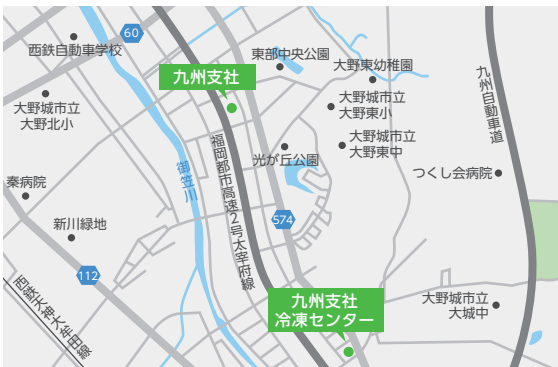 60
西鉄自動車学校
東部中央公園
大野東幼稚園
九州支社
九州自動車道
大野城市立
大野北小
大野城市立
大野東小
大野城市立
大野東中
光が丘公園
つくし会病院
御笠川
福岡都市高速2号太宰府線
秦病院
新川緑地
574
112
西鉄天神大牟田線
九州支社
冷凍センター
大野城市立
大城中